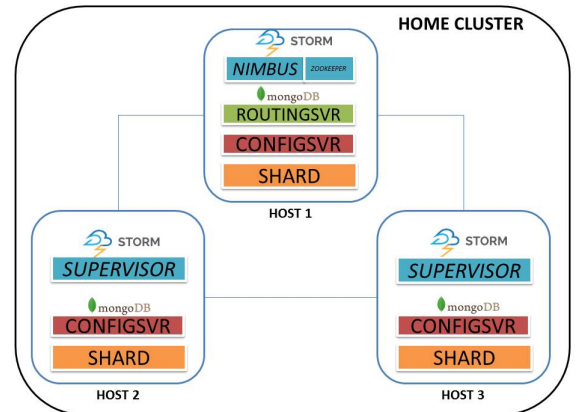 HOME CLUSTER
STORM
NIMBUS ZOOKEEPER
mongoDB
ROUTINGSVR
CONFIGSVR
SHARD
HOST 1
STORM
SUPERVISOR
mongoDB
CONFIGSVR
SHARD
HOST 2
STORM
SUPERVISOR
mongoDB
CONFIGSVR
SHARD
HOST 3